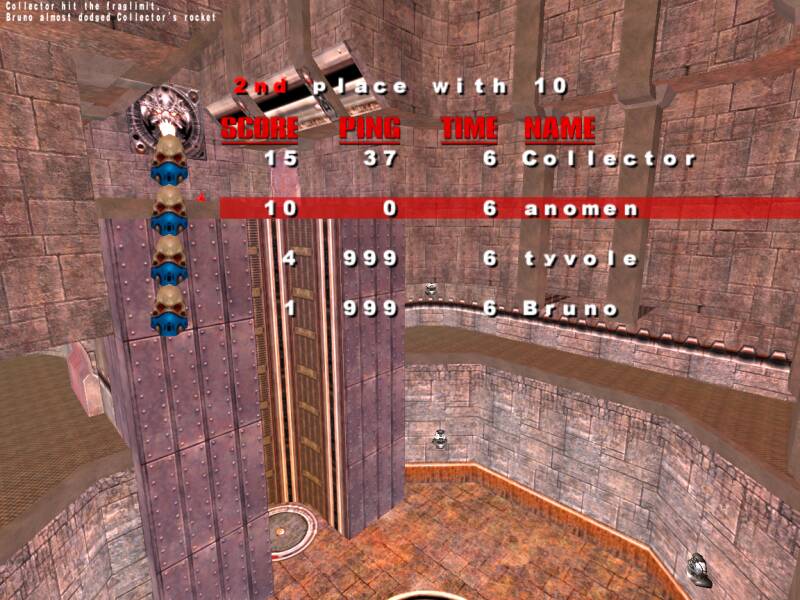 Collector hit the fraglimit.
Bruno almost dodged Collector's rocket
2nd place with 10
SCORE PING TIME NAME
15 37 6 Collector
10 0 6 anomen
4 999 6 tyvole
1 999 6 Bruno